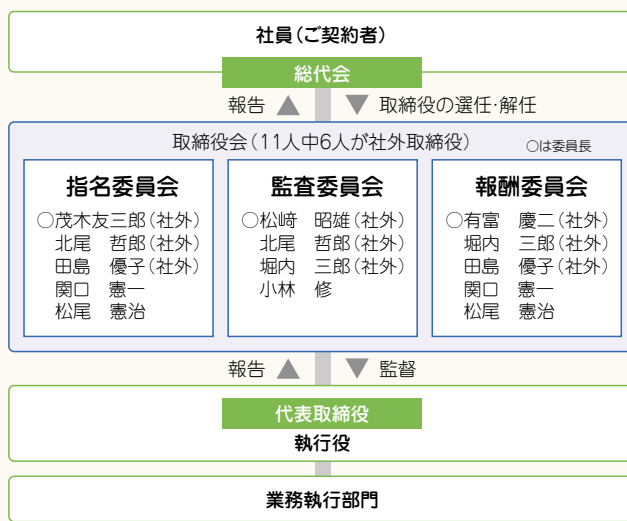 社員(ご契約者)
総代会
報告 ▲ ▼ 取締役の選任・解任
取締役会(11人中6人が社外取締役) ○は委員長
指名委員会
○茂木友三郎(社外)
北尾 哲郎(社外)
田島 優子(社外)
関口 憲一
松尾 憲治
監査委員会
○松﨑 昭雄(社外)
北尾 哲郎(社外)
堀内 三郎(社外)
小林 修
報酬委員会
○有富 慶二(社外)
堀内 三郎(社外)
田島 優子(社外)
関口 憲一
松尾 憲治
報告 ▲ ▼ 監督
代表取締役
執行役
業務執行部門